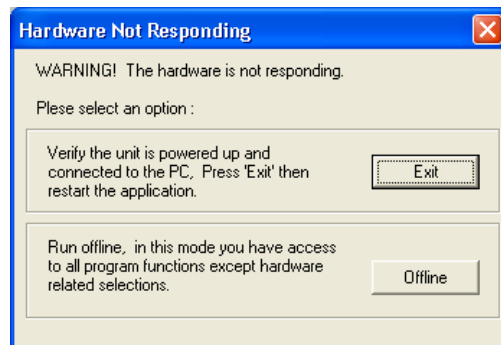 Hardware Not Responding
WARNING! The hardware is not responding.
Plese select an option :
Verify the unit is powered up and
connected to the PC, Press 'Exit' then
restart the application.
Exit
Run offline, in this mode you have access
to all program functions except hardware
related selections.
Offline